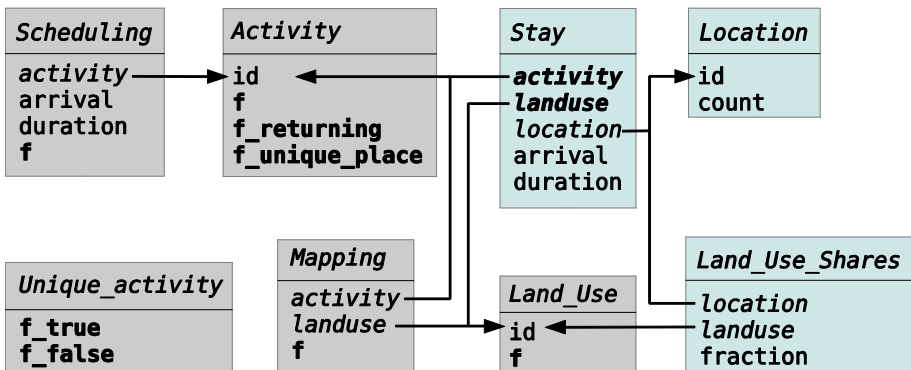 Scheduling
activity
arrival
duration
f
Activity
id
f
f_returning
f_unique_place
Stay
activity
landuse
location
arrival
duration
Location
id
count
Unique_activity
f_true
f_false
Mapping
activity
landuse
f
Land_Use
id
f
Land_Use_Shares
location
landuse
fraction